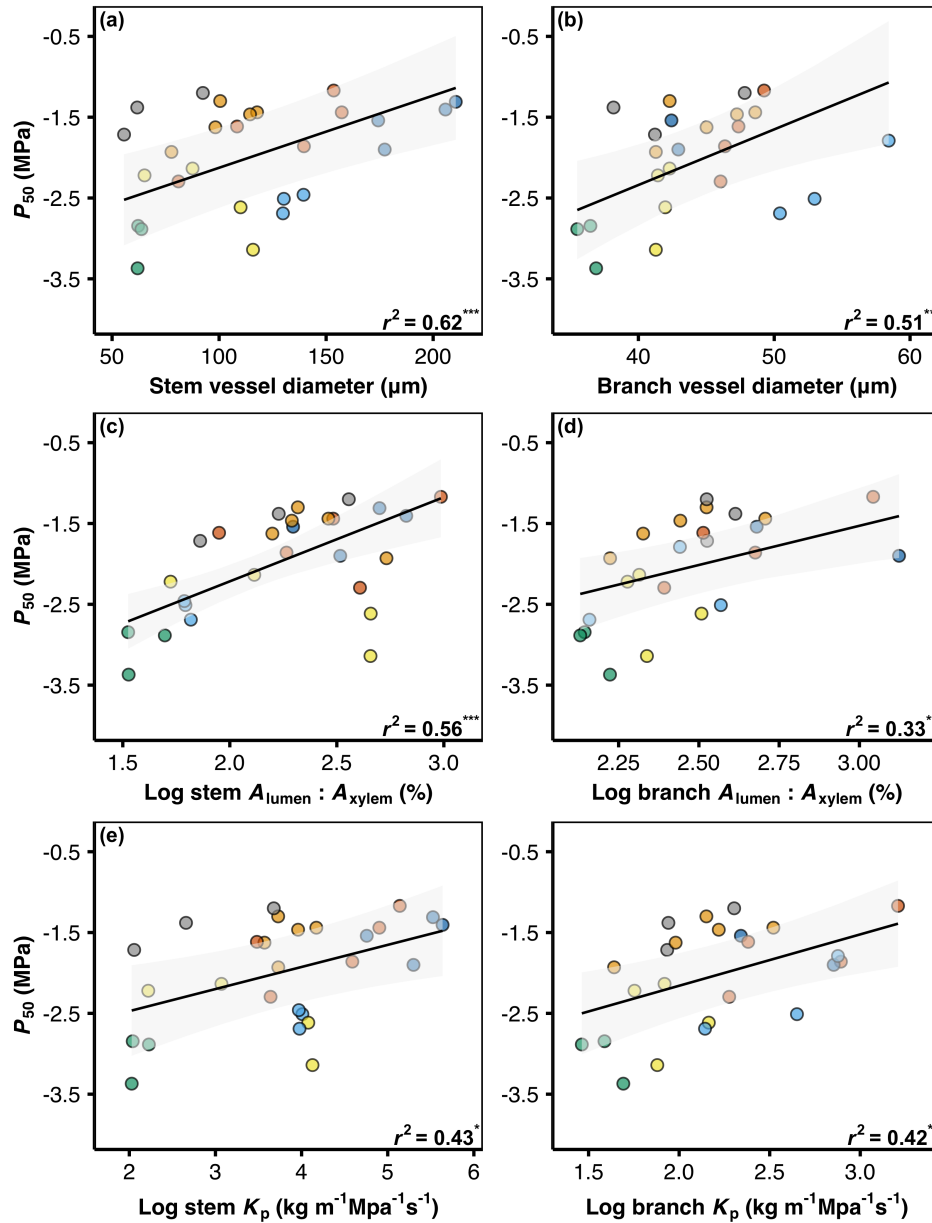 (a)
-0.5
-1.5
-2.5
-3.5
P50 (MPa)
r² = 0.62***
50 100 150 200
Stem vessel diameter (µm)
(b)
-0.5
-1.5
-2.5
-3.5
r² = 0.51**
40 50 60
Branch vessel diameter (µm)
(c)
-0.5
-1.5
-2.5
-3.5
P50 (MPa)
r² = 0.56***
1.5 2.0 2.5 3.0
Log stem Alumen : Axylem (%)
(d)
-0.5
-1.5
-2.5
-3.5
r² = 0.33*
2.25 2.50 2.75 3.00
Log branch Alumen : Axylem (%)
(e)
-0.5
-1.5
-2.5
-3.5
P50 (MPa)
r² = 0.43*
2 3 4 5 6
Log stem Kp (kg m⁻¹Mpa⁻¹s⁻¹)
-0.5
-1.5
-2.5
-3.5
r² = 0.42*
1.5 2.0 2.5 3.0
Log branch Kp (kg m⁻¹Mpa⁻¹s⁻¹)